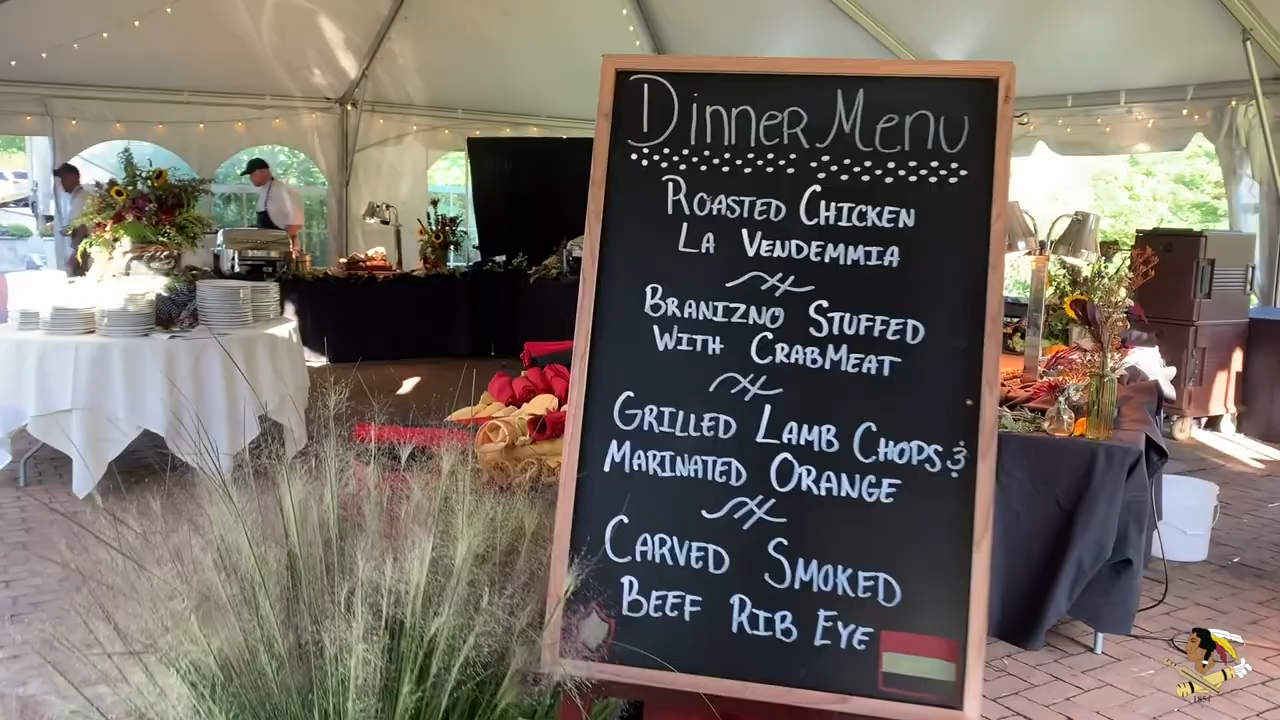 Dinner Menu
Roasted Chicken
La Vendemmia
Branizno Stuffed
With CrabMeat
Grilled Lamb Chops &
Marinated Orange
Carved Smoked
Beef Rib Eye
1854